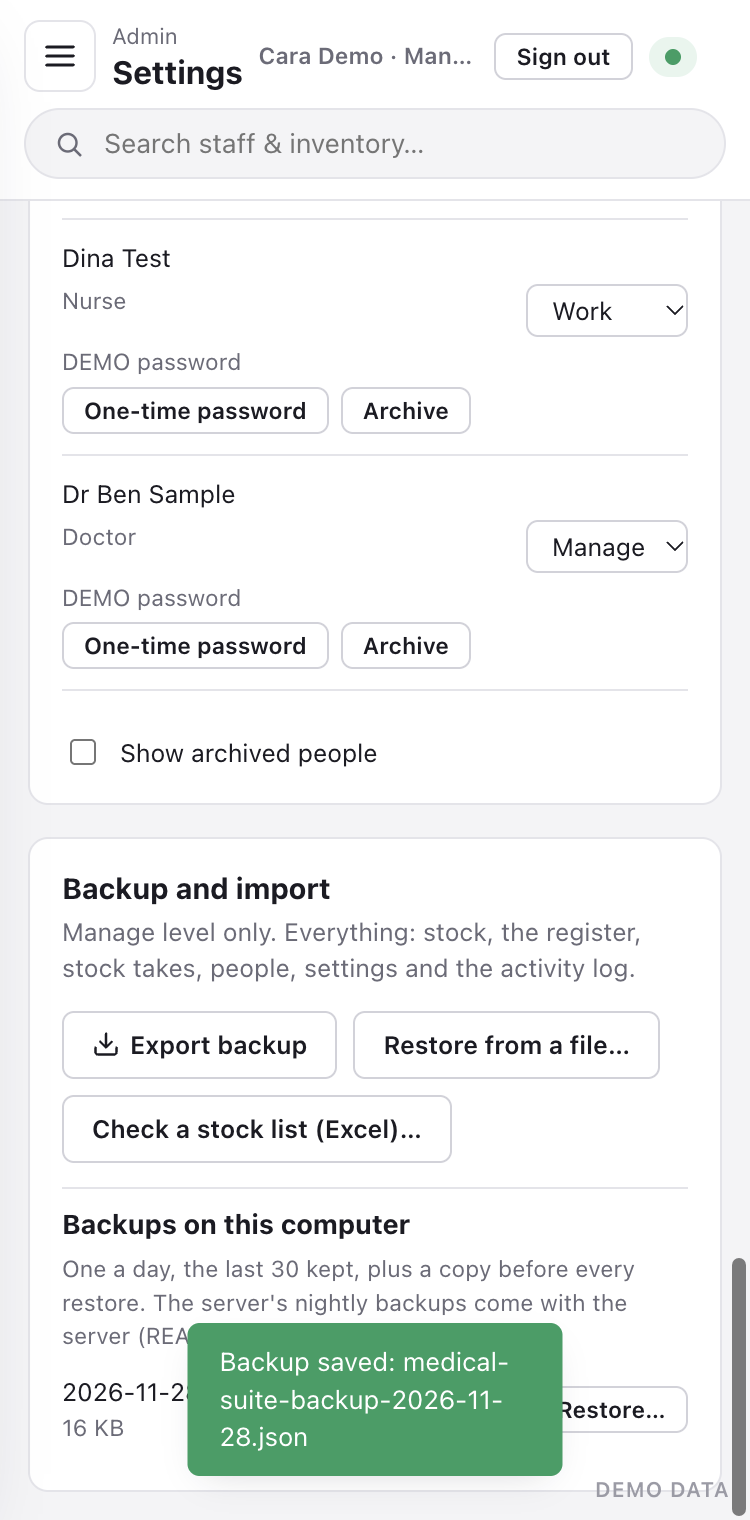 Admin
Settings
Cara Demo · Man...
Sign out
Search staff & inventory...
Dina Test
Nurse
Work
DEMO password
One-time password
Archive
Dr Ben Sample
Doctor
Manage
DEMO password
One-time password
Archive
Show archived people
Backup and import
Manage level only. Everything: stock, the register,
stock takes, people, settings and the activity log.
Export backup
Restore from a file...
Check a stock list (Excel)...
Backups on this computer
One a day, the last 30 kept, plus a copy before every
restore. The server's nightly backups come with the
server (REA
Backup saved: medical-
suite-backup-2026-11-
28.json
2026-11-28
16 KB
Restore...
DEMO DATA